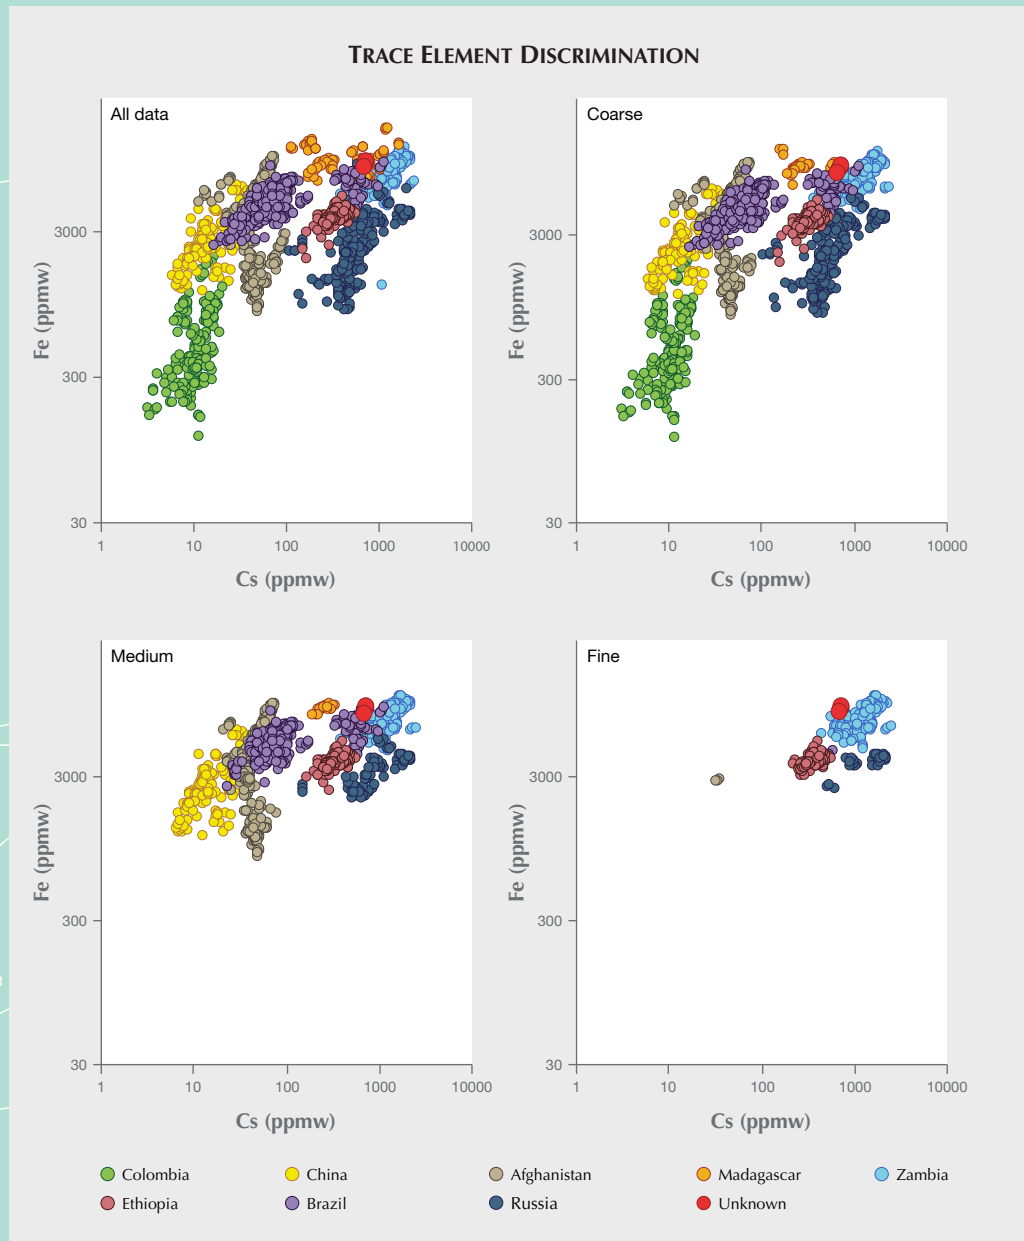 TRACE ELEMENT DISCRIMINATION
All data
3000
300
30
1 10 100 1000 10000
Fe (ppmw)
Cs (ppmw)
Coarse
3000
300
30
1 10 100 1000 10000
Fe (ppmw)
Cs (ppmw)
Medium
3000
300
30
1 10 100 1000 10000
Fe (ppmw)
Cs (ppmw)
Fine
3000
300
30
1 10 100 1000 10000
Fe (ppmw)
Cs (ppmw)
Colombia China Afghanistan Madagascar Zambia
Ethiopia Brazil Russia Unknown